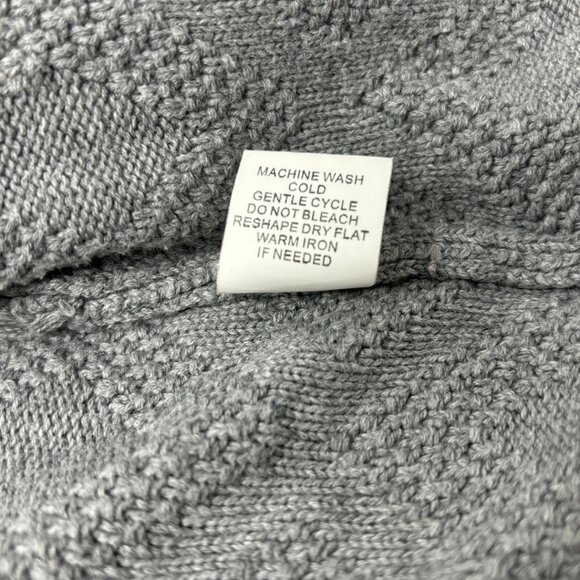 MACHINE WASH
COLD
GENTLE CYCLE
DO NOT BLEACH
RESHAPE DRY FLAT
WARM IRON
IF NEEDED